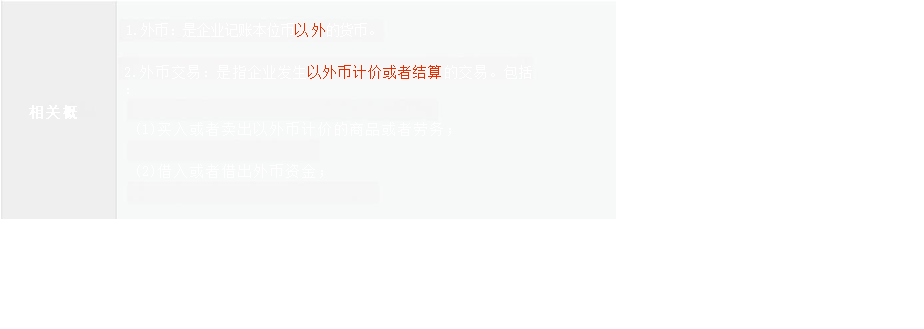 相关概
1.外币：是企业记账本位币以外的货币。
2.外币交易：是指企业发生以外币计价或者结算的交易。包括
：
（1）买入或者卖出以外币计价的商品或者劳务；
（2）借入或者借出外币资金；